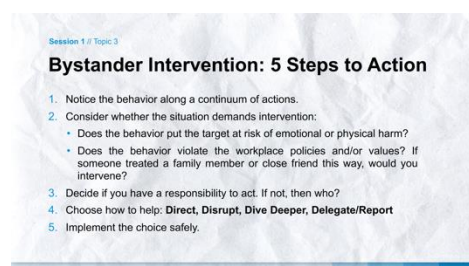 Session 1 // Topic 3
Bystander Intervention: 5 Steps to Action
1. Notice the behavior along a continuum of actions.
2. Consider whether the situation demands intervention:
• Does the behavior put the target at risk of emotional or physical harm?
• Does the behavior violate the workplace policies and/or values? If
someone treated a family member or close friend this way, would you
intervene?
3. Decide if you have a responsibility to act. If not, then who?
4. Choose how to help: Direct, Disrupt, Dive Deeper, Delegate/Report
5. Implement the choice safely.